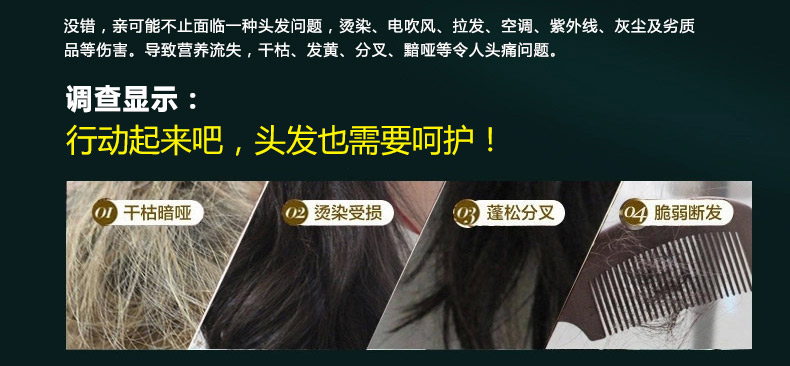 没错，亲可能不止面临一种头发问题，烫染、电吹风、拉发、空调、紫外线、灰尘及劣质
品等伤害。导致营养流失，干枯、发黄、分叉、黯哑等令人头痛问题。
调查显示：
行动起来吧，头发也需要呵护！
01 干枯暗哑
02 烫染受损
03 蓬松分叉
04 脆弱断发